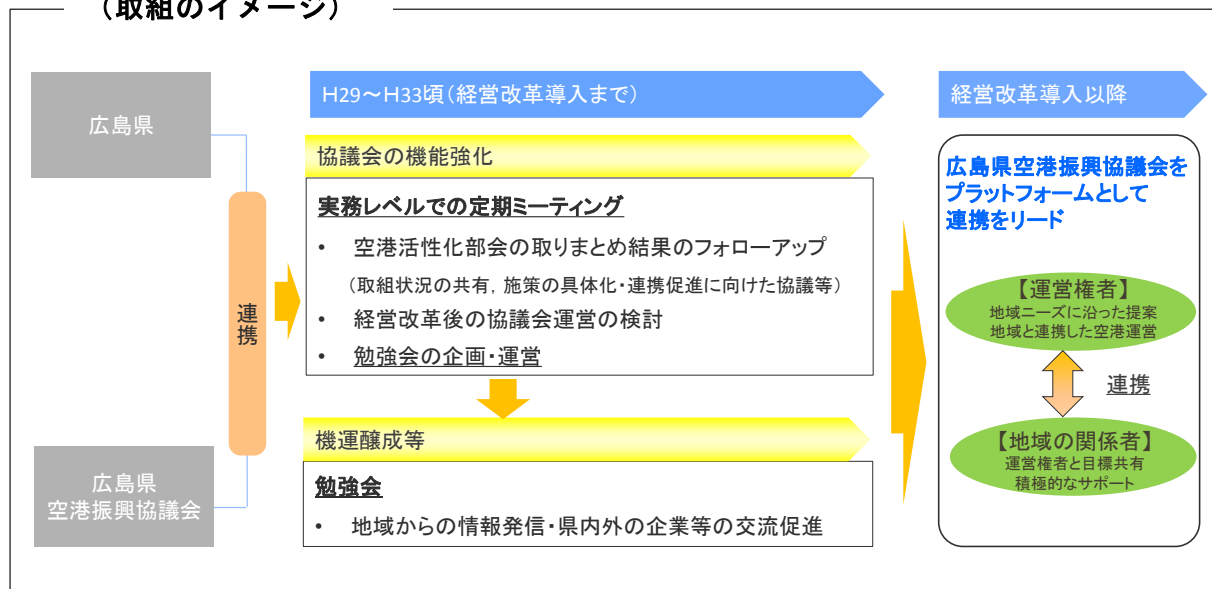 （取組のイメージ）
広島県
連携
広島県
空港振興協議会
H29～H33頃（経営改革導入まで）
協議会の機能強化
実務レベルでの定期ミーティング
• 空港活性化部会の取りまとめ結果のフォローアップ
（取組状況の共有，施策の具体化・連携促進に向けた協議等）
• 経営改革後の協議会運営の検討
• 勉強会の企画・運営
機運醸成等
勉強会
• 地域からの情報発信・県内外の企業等の交流促進
経営改革導入以降
広島県空港振興協議会を
プラットフォームとして
連携をリード
【運営権者】
地域ニーズに沿った提案
地域と連携した空港運営
連携
【地域の関係者】
運営権者と目標共有
積極的なサポート